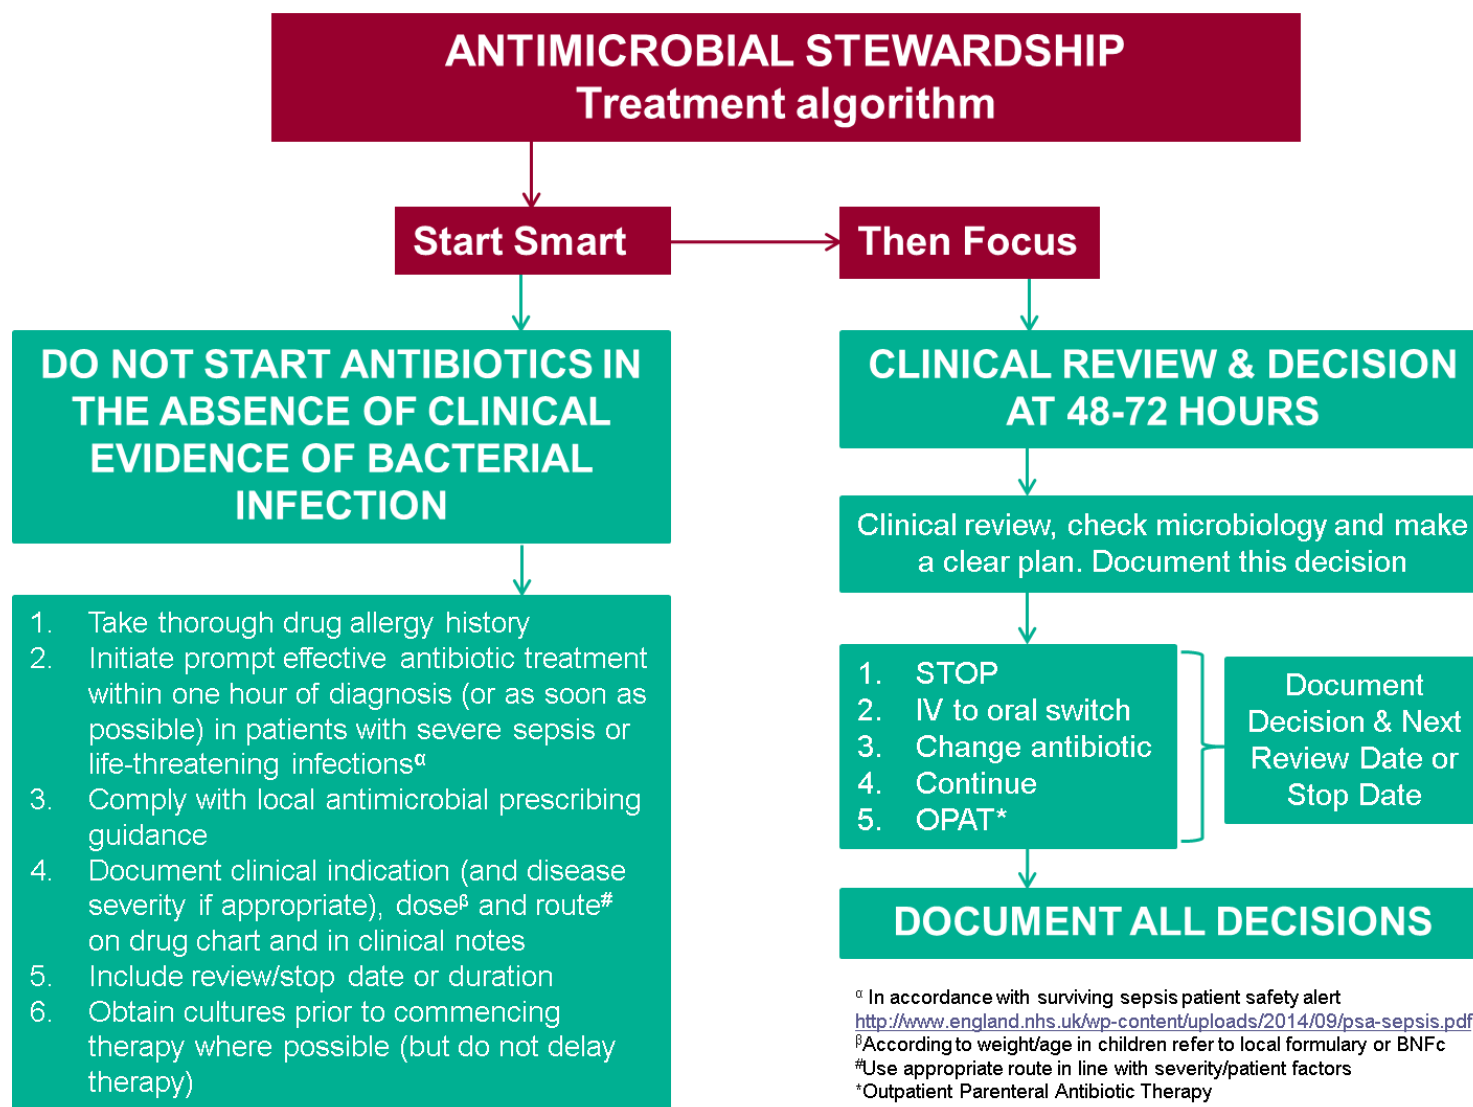 ANTIMICROBIAL STEWARDSHIP
Treatment algorithm
Start Smart
Then Focus
DO NOT START ANTIBIOTICS IN
THE ABSENCE OF CLINICAL
EVIDENCE OF BACTERIAL
INFECTION
1. Take thorough drug allergy history
2. Initiate prompt effective antibiotic treatment
within one hour of diagnosis (or as soon as
possible) in patients with severe sepsis or
life-threatening infectionsα
3. Comply with local antimicrobial prescribing
guidance
4. Document clinical indication (and disease
severity if appropriate), doseβ and route#
on drug chart and in clinical notes
5. Include review/stop date or duration
6. Obtain cultures prior to commencing
therapy where possible (but do not delay
therapy)
CLINICAL REVIEW & DECISION
AT 48-72 HOURS
Clinical review, check microbiology and make
a clear plan. Document this decision
1. STOP
2. IV to oral switch
3. Change antibiotic
4. Continue
5. OPAT*
Document
Decision & Next
Review Date or
Stop Date
DOCUMENT ALL DECISIONS
α In accordance with surviving sepsis patient safety alert
http://www.england.nhs.uk/wp-content/uploads/2014/09/psa-sepsis.pdf
βAccording to weight/age in children refer to local formulary or BNFc
#Use appropriate route in line with severity/patient factors
*Outpatient Parenteral Antibiotic Therapy